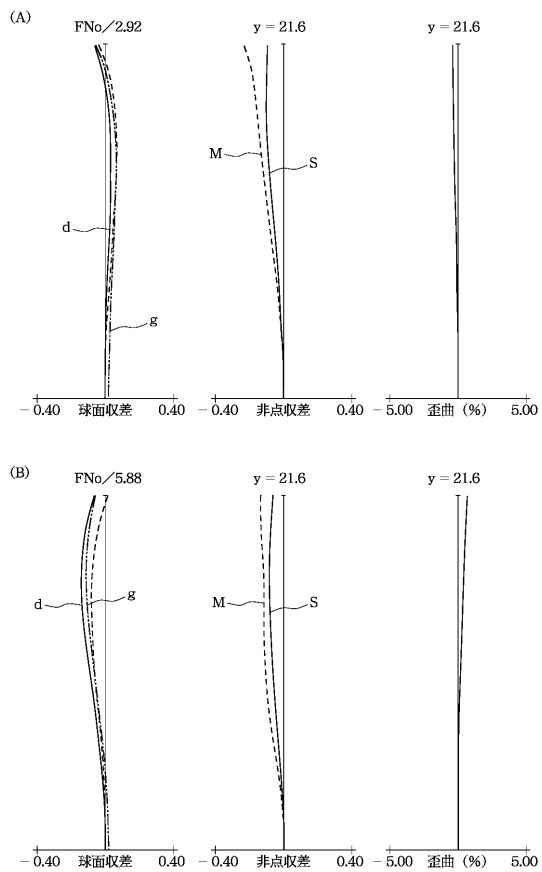 (A)
FNo／2.92
y = 21.6
y = 21.6
M
S
d
g
－0.40 球面収差 0.40
－0.40 非点収差 0.40
－5.00 歪曲（%） 5.00
(B)
FNo／5.88
y = 21.6
y = 21.6
d
g
M
S
－0.40 球面収差 0.40
－0.40 非点収差 0.40
－5.00 歪曲（%） 5.00